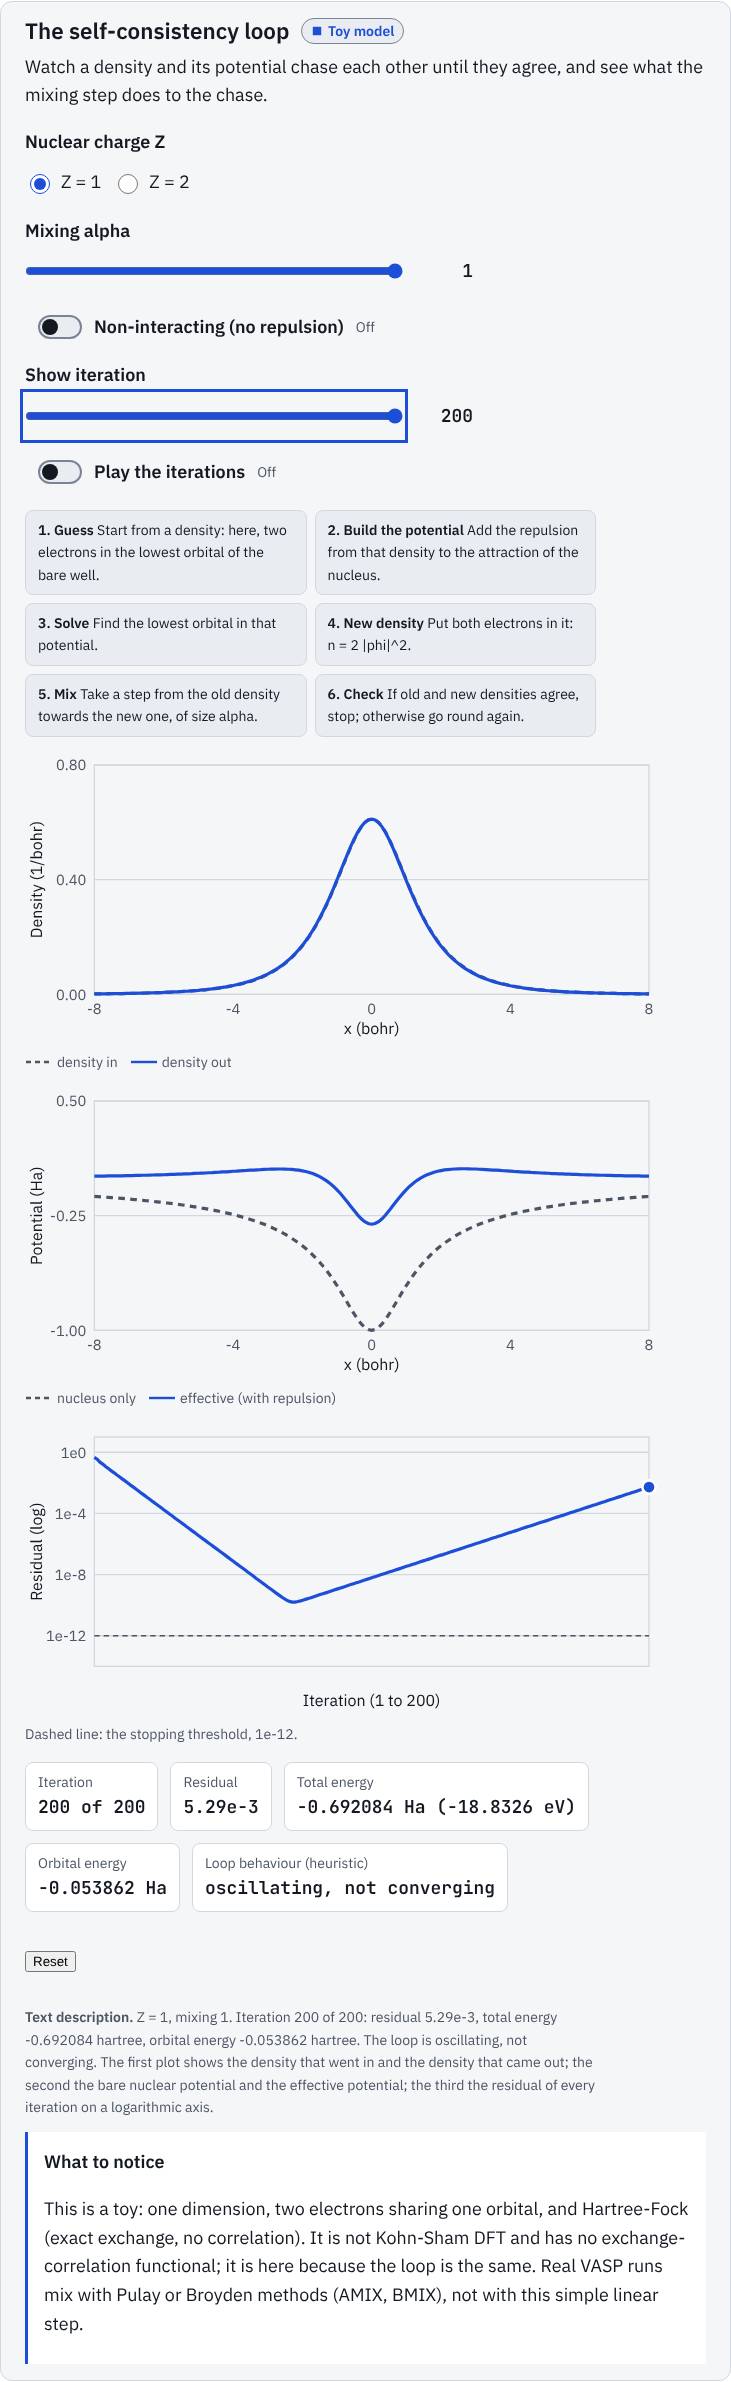 The self-consistency loop
Toy model
Watch a density and its potential chase each other until they agree, and see what the
mixing step does to the chase.
Nuclear charge Z
Z = 1 Z = 2
Mixing alpha
1
Non-interacting (no repulsion) Off
Show iteration
200
Play the iterations Off
1. Guess Start from a density: here, two
electrons in the lowest orbital of the
bare well.
2. Build the potential Add the repulsion
from that density to the attraction of the
nucleus.
3. Solve Find the lowest orbital in that
potential.
4. New density Put both electrons in it:
n = 2 |phi|^2.
5. Mix Take a step from the old density
towards the new one, of size alpha.
6. Check If old and new densities agree,
stop; otherwise go round again.
0.80
0.40
0.00
Density (1/bohr)
-8 -4 0 4 8
x (bohr)
density in density out
0.50
-0.25
-1.00
Potential (Ha)
-8 -4 0 4 8
x (bohr)
nucleus only effective (with repulsion)
1e0
1e-4
1e-8
1e-12
Residual (log)
Iteration (1 to 200)
Dashed line: the stopping threshold, 1e-12.
Iteration
200 of 200
Residual
5.29e-3
Total energy
-0.692084 Ha (-18.8326 eV)
Orbital energy
-0.053862 Ha
Loop behaviour (heuristic)
oscillating, not converging
Reset
Text description. Z = 1, mixing 1. Iteration 200 of 200: residual 5.29e-3, total energy
-0.692084 hartree, orbital energy -0.053862 hartree. The loop is oscillating, not
converging. The first plot shows the density that went in and the density that came out; the
second the bare nuclear potential and the effective potential; the third the residual of every
iteration on a logarithmic axis.
What to notice
This is a toy: one dimension, two electrons sharing one orbital, and Hartree-Fock
(exact exchange, no correlation). It is not Kohn-Sham DFT and has no exchange-
correlation functional; it is here because the loop is the same. Real VASP runs
mix with Pulay or Broyden methods (AMIX, BMIX), not with this simple linear
step.